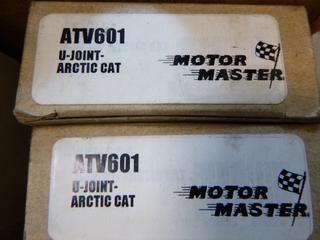 ATV601
U-JOINT-
ARCTIC CAT
MOTOR
MASTER
ATV601
U-JOINT-
ARCTIC CAT
MOTOR
MASTER